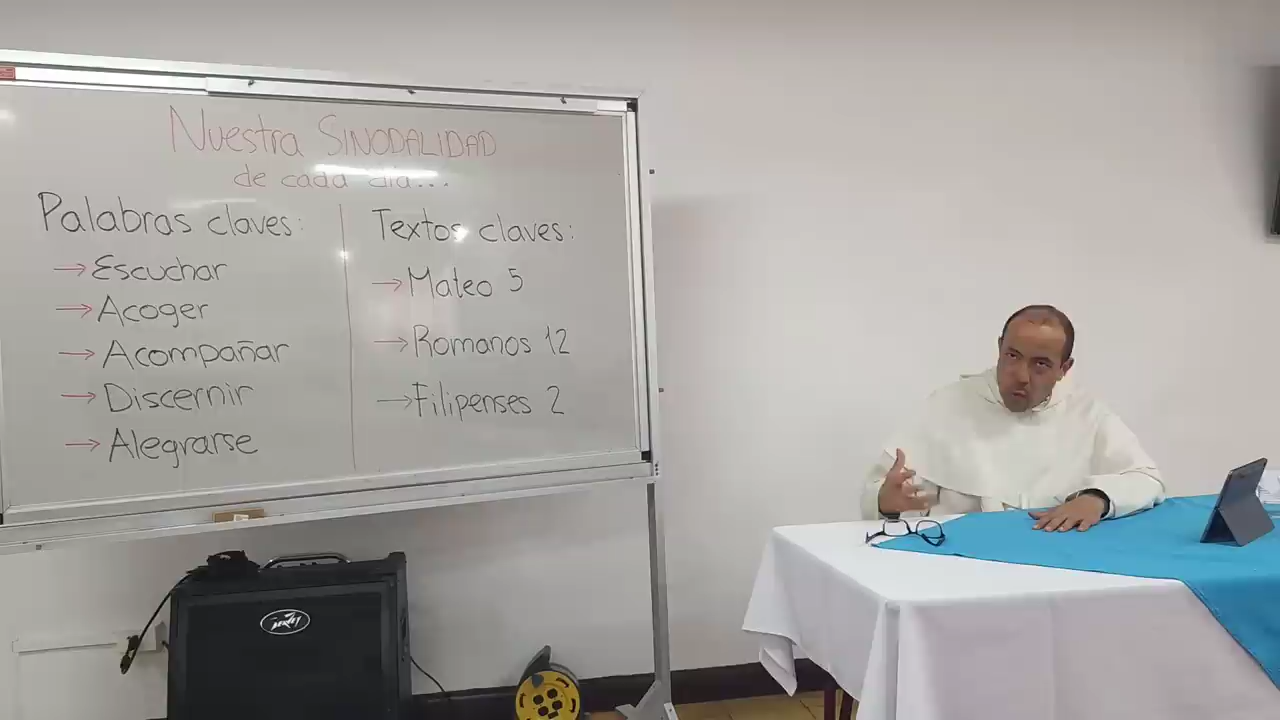 Nuestra SINODALIDAD
de cada día...
Palabras claves:
→Escuchar
→Acoger
→Acompañar
→Discernir
→Alegrarse
Textos claves:
→Mateo 5
→Romanos 12
→Filipenses 2
PEAVEY